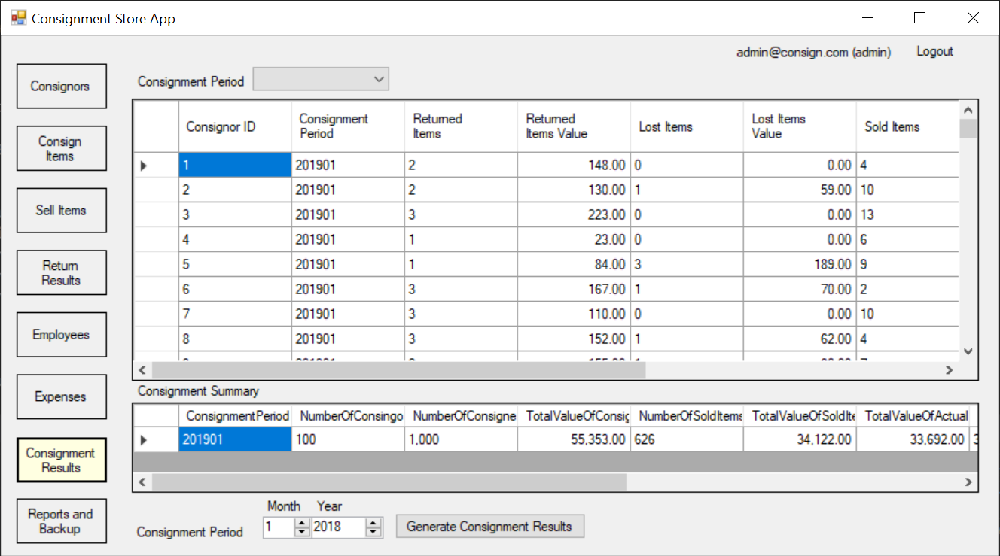 Consignment Store App
admin@consign.com (admin) Logout
Consignors
Consign
Items
Sell Items
Return
Results
Employees
Expenses
Consignment
Results
Reports and
Backup
Consignment Period
Consignor ID Consignment Period Returned Items Returned Items Value Lost Items Lost Items Value Sold Items
1 201901 2 148.00 0 0.00 4
2 201901 2 130.00 1 59.00 10
3 201901 3 223.00 0 0.00 13
4 201901 1 23.00 0 0.00 6
5 201901 1 84.00 3 189.00 9
6 201901 3 167.00 1 70.00 2
7 201901 3 110.00 0 0.00 10
8 201901 3 152.00 1 62.00 4
Consignment Summary
ConsignmentPeriod NumberOfConsingo NumberOfConsigne TotalValueOfConsig NumberOfSoldItems TotalValueOfSoldIte TotalValueOfActual
201901 100 1,000 55,353.00 626 34,122.00 33,692.00
Month Year
Consignment Period 1 2018 Generate Consignment Results